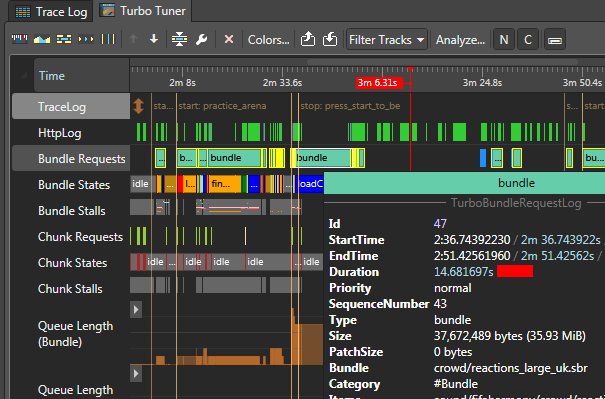 Trace Log Turbo Tuner
Colors... Filter Tracks Analyze... N C
Time 2m 8s 2m 33.6s 3m 6.31s 3m 24.8s 3m 50.4s
TraceLog sta... start: practice_arena stop: press_start_to_be s... start
HttpLog
Bundle Requests ... b... ... bundle bundle ... ... bu...
Bundle States idle ... l... fin... ... loadC
Bundle Stalls
Chunk Requests
Chunk States idle idle idle ... idle
Chunk Stalls
Queue Length
(Bundle)
Queue Length
bundle
TurboBundleRequestLog
Id 47
StartTime 2:36.74392230 / 2m 36.743922s
EndTime 2:51.42561960 / 2m 51.42562s
Duration 14.681697s
Priority normal
SequenceNumber 43
Type bundle
Size 37,672,489 bytes (35.93 MiB)
PatchSize 0 bytes
Bundle crowd/reactions_large_uk.sbr
Category #Bundle